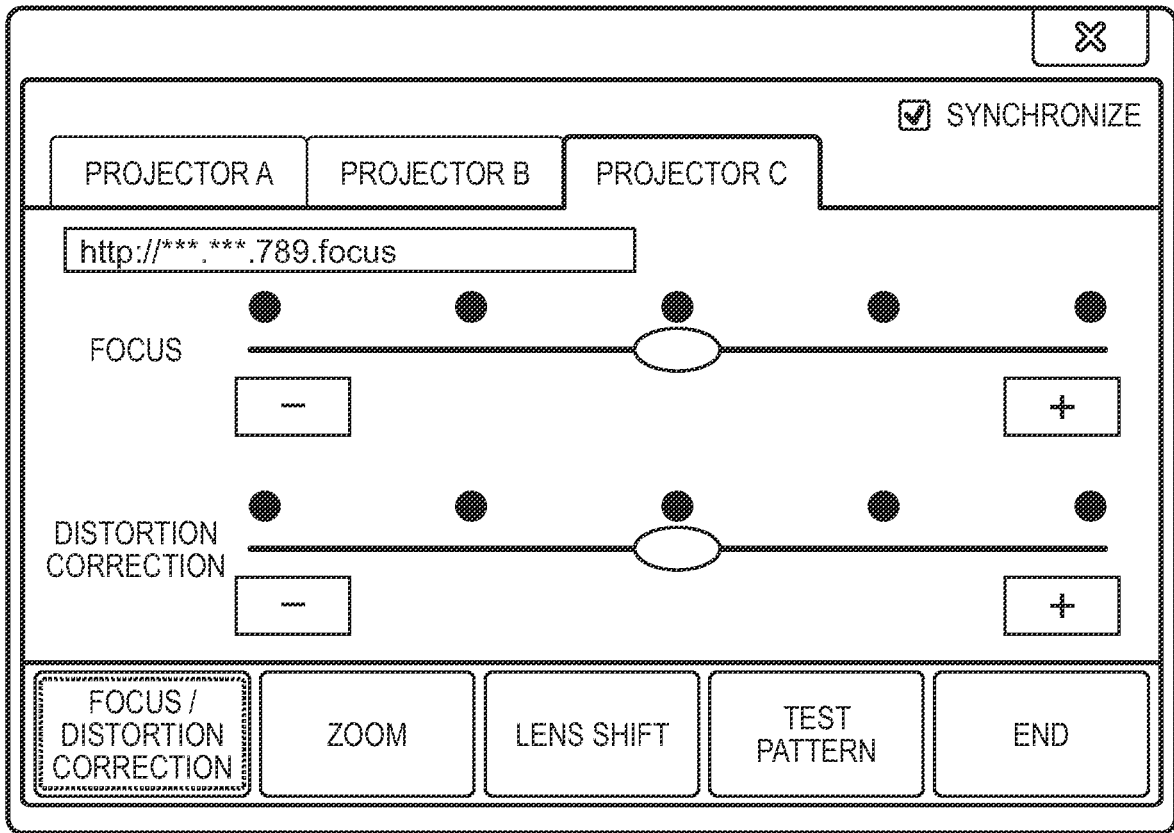 SYNCHRONIZE
PROJECTOR A
PROJECTOR B
PROJECTOR C
http://***.***.789.focus
FOCUS
−
+
DISTORTION
CORRECTION
−
+
FOCUS /
DISTORTION
CORRECTION
ZOOM
LENS SHIFT
TEST
PATTERN
END